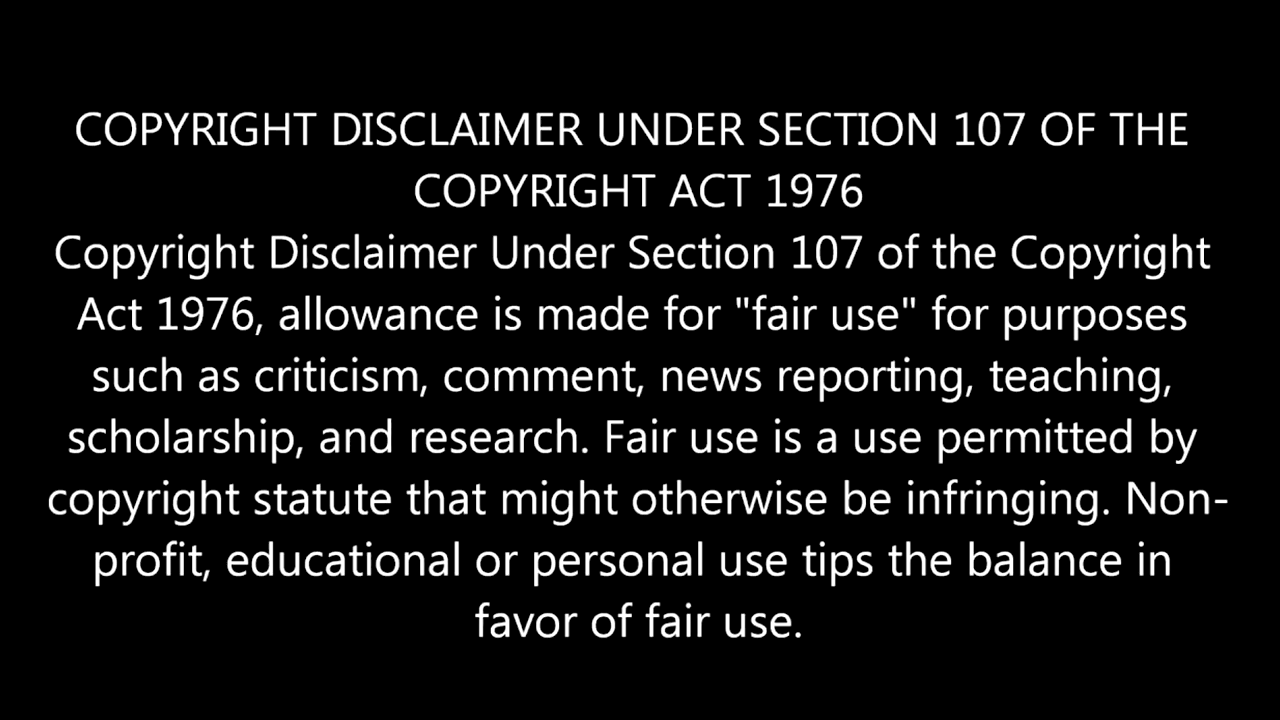 COPYRIGHT DISCLAIMER UNDER SECTION 107 OF THE
COPYRIGHT ACT 1976
Copyright Disclaimer Under Section 107 of the Copyright
Act 1976, allowance is made for "fair use" for purposes
such as criticism, comment, news reporting, teaching,
scholarship, and research. Fair use is a use permitted by
copyright statute that might otherwise be infringing. Non-
profit, educational or personal use tips the balance in
favor of fair use.